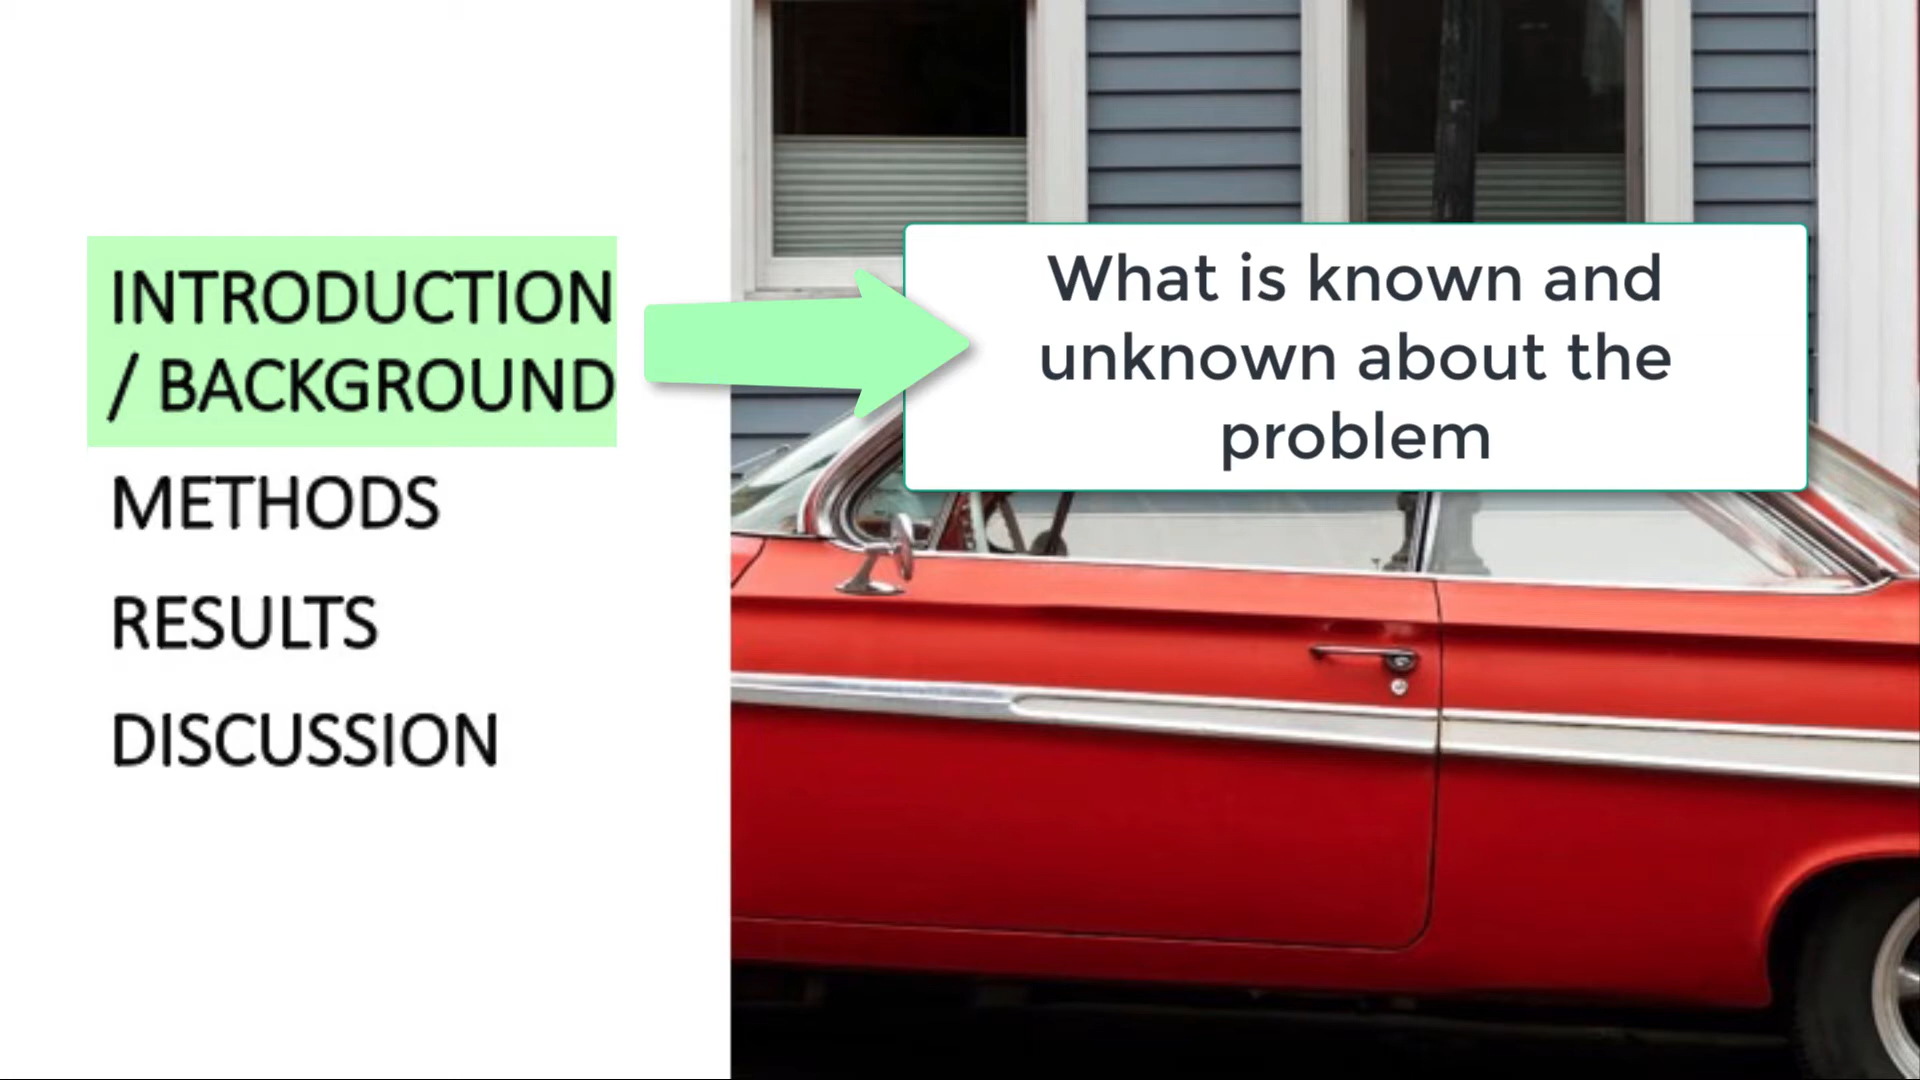 INTRODUCTION
/ BACKGROUND
METHODS
RESULTS
DISCUSSION
What is known and
unknown about the
problem